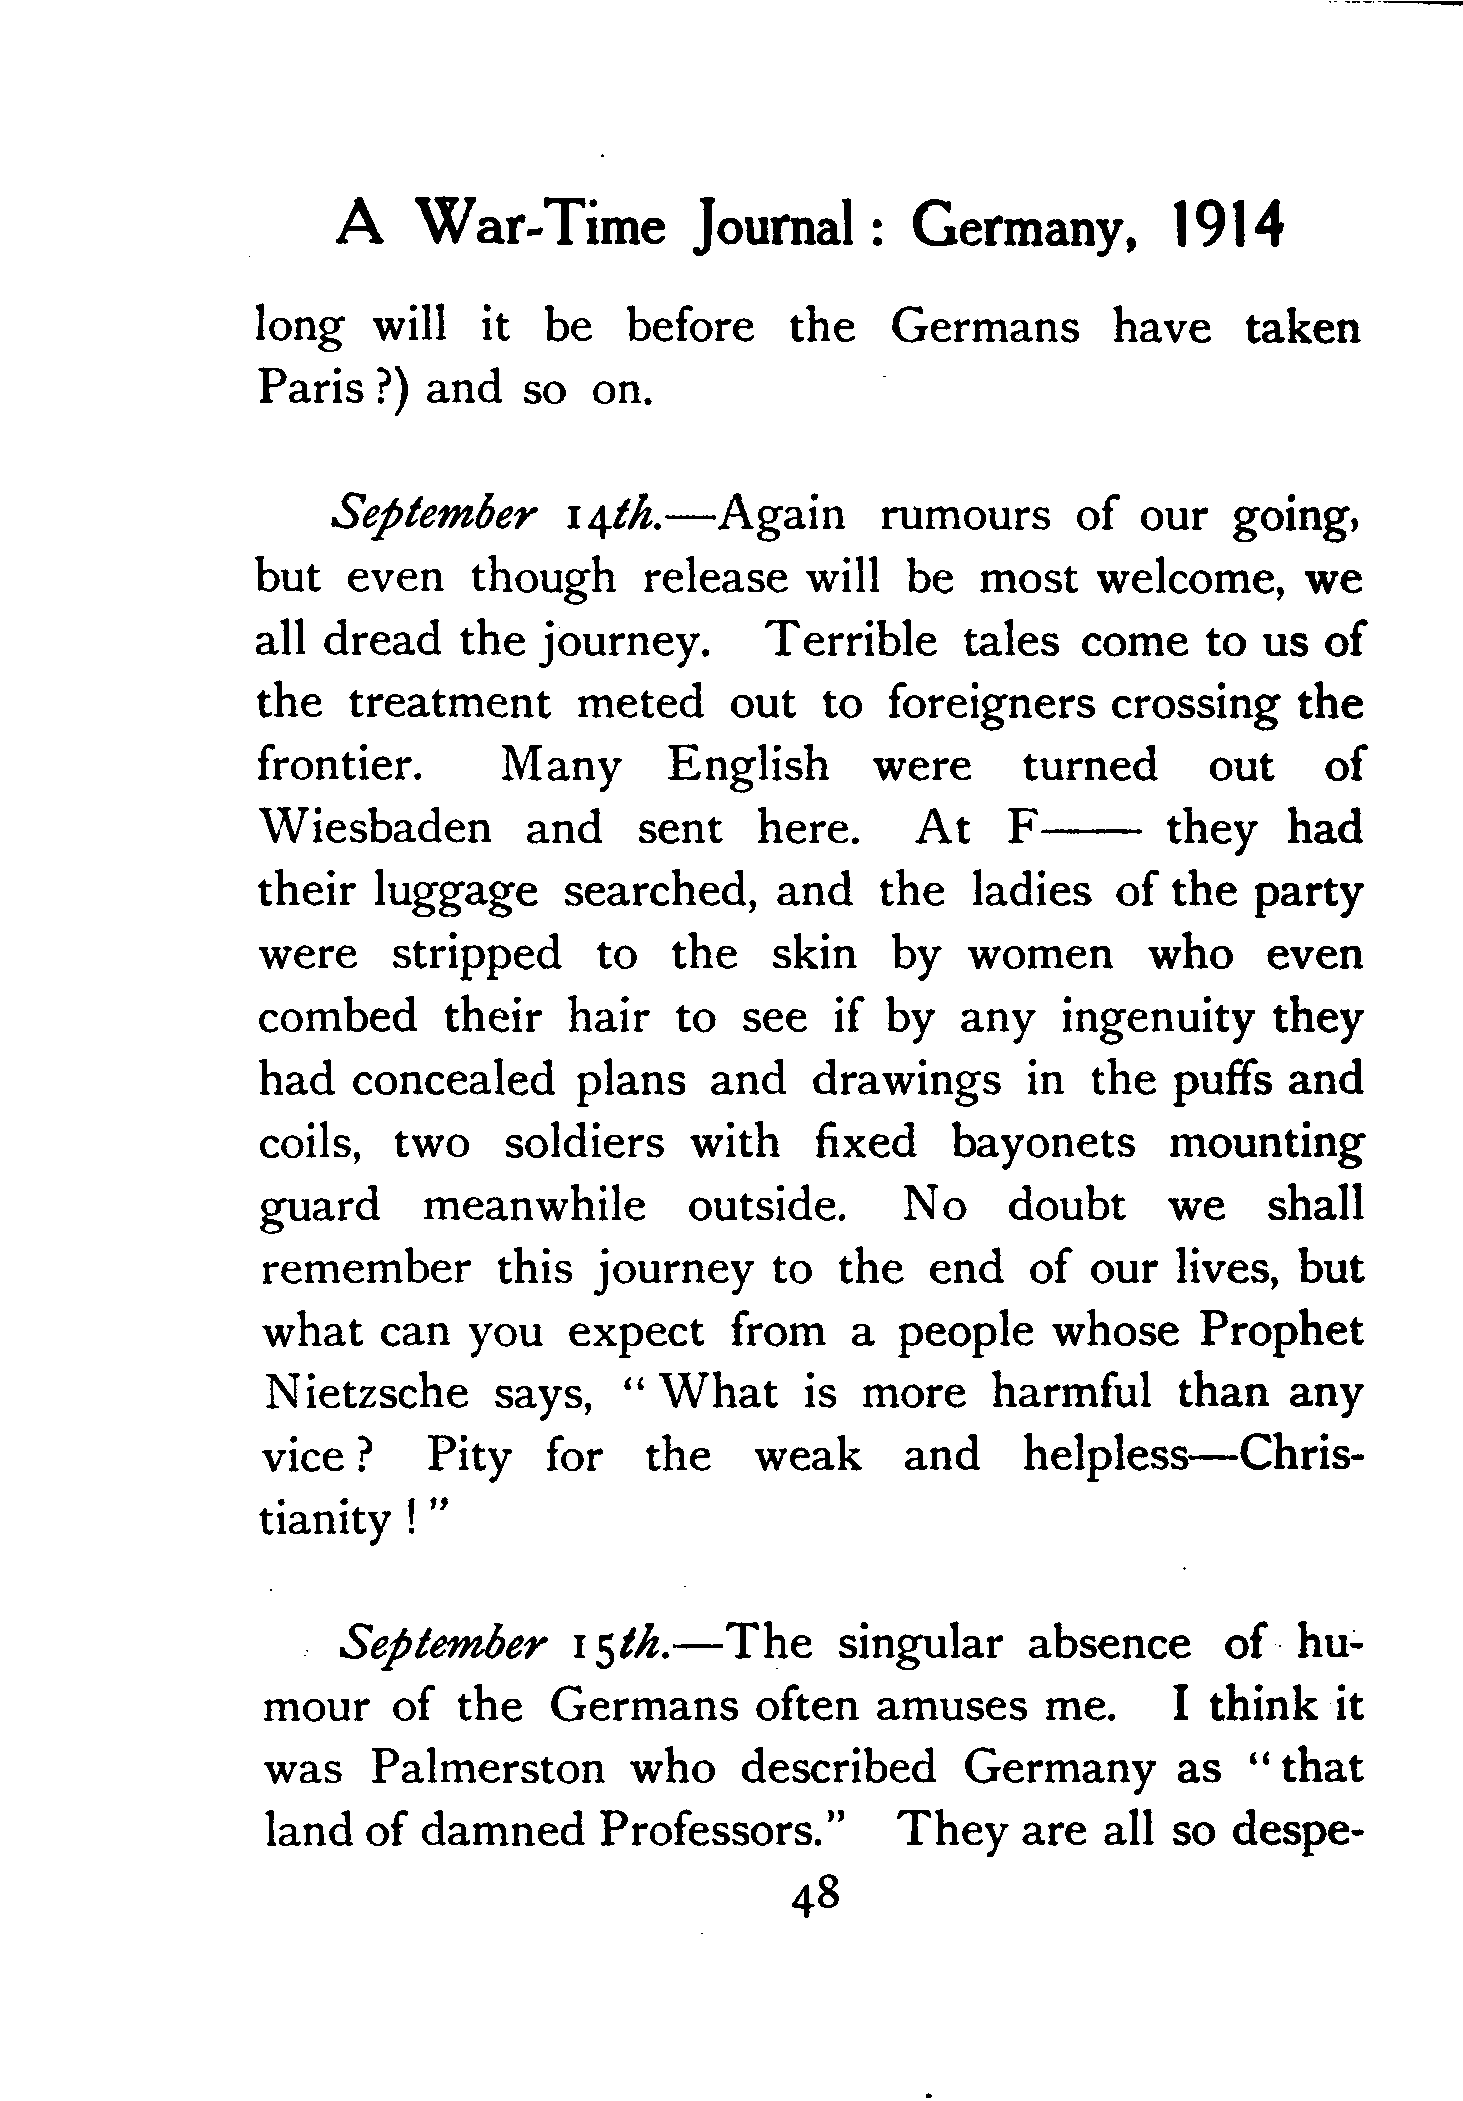 A War-Time Journal: Germany, 1914
long will it be before the Germans have taken
Paris?) and so on.
September 14th.—Again rumours of our going,
but even though release will be most welcome, we
all dread the journey. Terrible tales come to us of
the treatment meted out to foreigners crossing the
frontier. Many English were turned out of
Wiesbaden and sent here. At F—— they had
their luggage searched, and the ladies of the party
were stripped to the skin by women who even
combed their hair to see if by any ingenuity they
had concealed plans and drawings in the puffs and
coils, two soldiers with fixed bayonets mounting
guard meanwhile outside. No doubt we shall
remember this journey to the end of our lives, but
what can you expect from a people whose Prophet
Nietzsche says, "What is more harmful than any
vice? Pity for the weak and helpless—Chris-
tianity!"
September 15th.—The singular absence of hu-
mour of the Germans often amuses me. I think it
was Palmerston who described Germany as "that
land of damned Professors." They are all so despe-
48